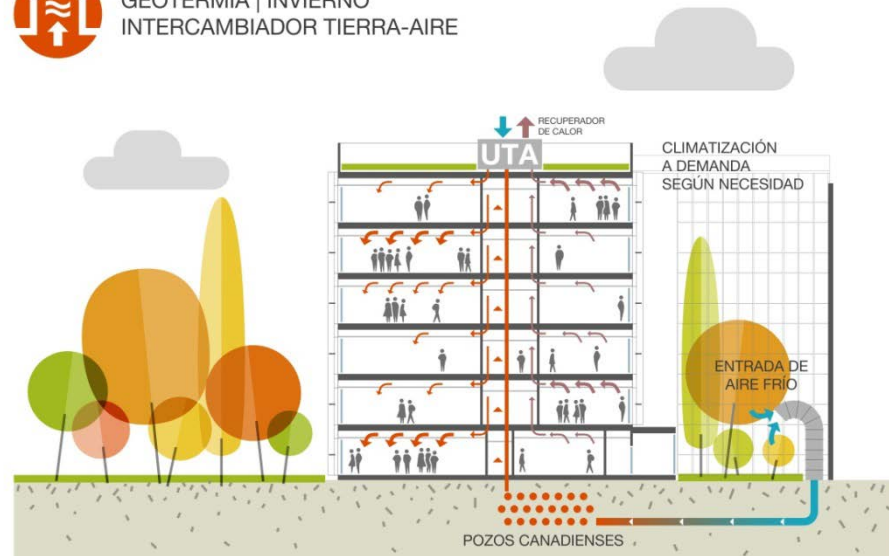 GEOTERMIA | INVIERNO
INTERCAMBIADOR TIERRA-AIRE
RECUPERADOR
DE CALOR
UTA
CLIMATIZACIÓN
A DEMANDA
SEGÚN NECESIDAD
ENTRADA DE
AIRE FRÍO
POZOS CANADIENSES